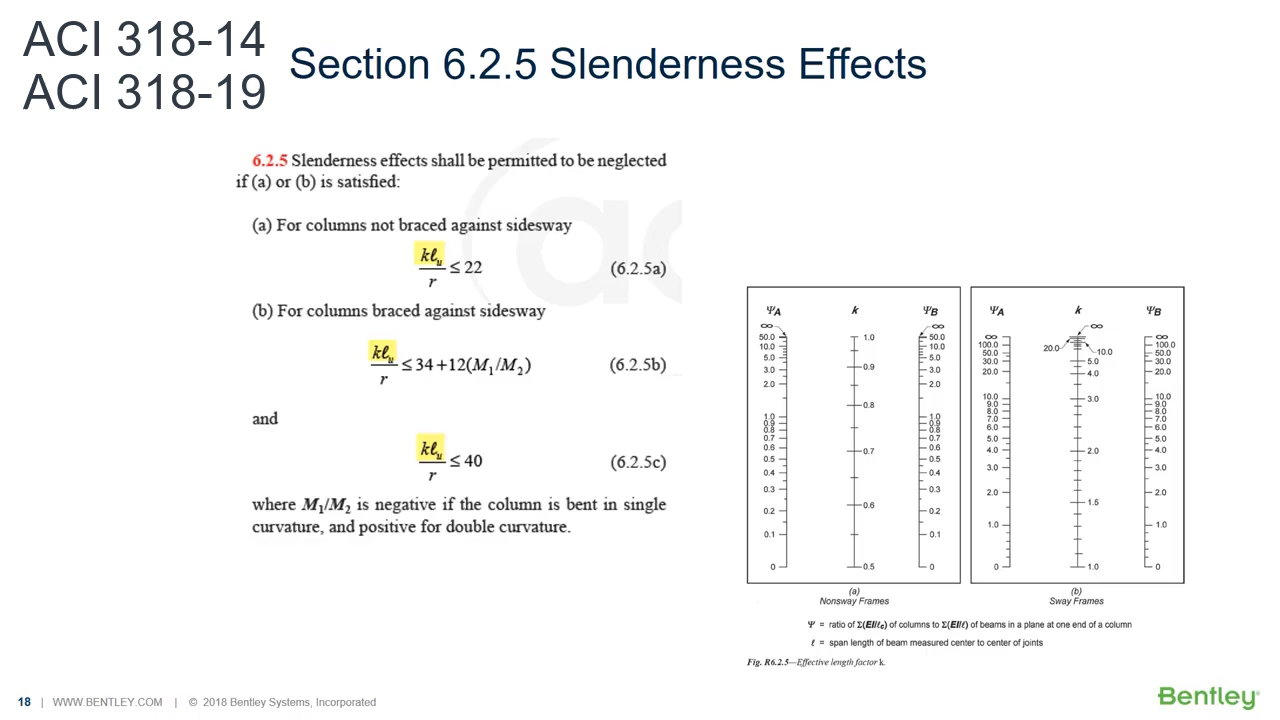 ACI 318-14
ACI 318-19
Section 6.2.5 Slenderness Effects
6.2.5 Slenderness effects shall be permitted to be neglected
if (a) or (b) is satisfied:
(a) For columns not braced against sidesway
kℓu/r ≤ 22 (6.2.5a)
(b) For columns braced against sidesway
kℓu/r ≤ 34+12(M1/M2) (6.2.5b)
and
kℓu/r ≤ 40 (6.2.5c)
where M1/M2 is negative if the column is bent in single
curvature, and positive for double curvature.
ΨA k ΨB
∞ ∞
50.0 1.0 50.0
10.0 10.0
5.0 5.0
0.9
3.0 3.0
2.0 2.0
0.8
1.0 1.0
0.9 0.9
0.8 0.8
0.7 0.7
0.6 0.7 0.6
0.5 0.5
0.4 0.4
0.3 0.3
0.2 0.6 0.2
0.1 0.1
0 0.5 0
(a)
Nonsway Frames
ΨA k ΨB
∞
∞ ∞
100.0 20.0 10.0 100.0
50.0 50.0
30.0 5.0 30.0
20.0 4.0 20.0
10.0 3.0 10.0
9.0 9.0
8.0 8.0
7.0 7.0
6.0 6.0
5.0 5.0
4.0 2.0 4.0
3.0 3.0
2.0 1.5 2.0
1.0 1.0
0 1.0 0
(b)
Sway Frames
Ψ = ratio of Σ(EI/ℓc) of columns to Σ(EI/ℓ) of beams in a plane at one end of a column
ℓ = span length of beam measured center to center of joints
Fig. R6.2.5—Effective length factor k.
18 | WWW.BENTLEY.COM | © 2018 Bentley Systems, Incorporated
Bentley